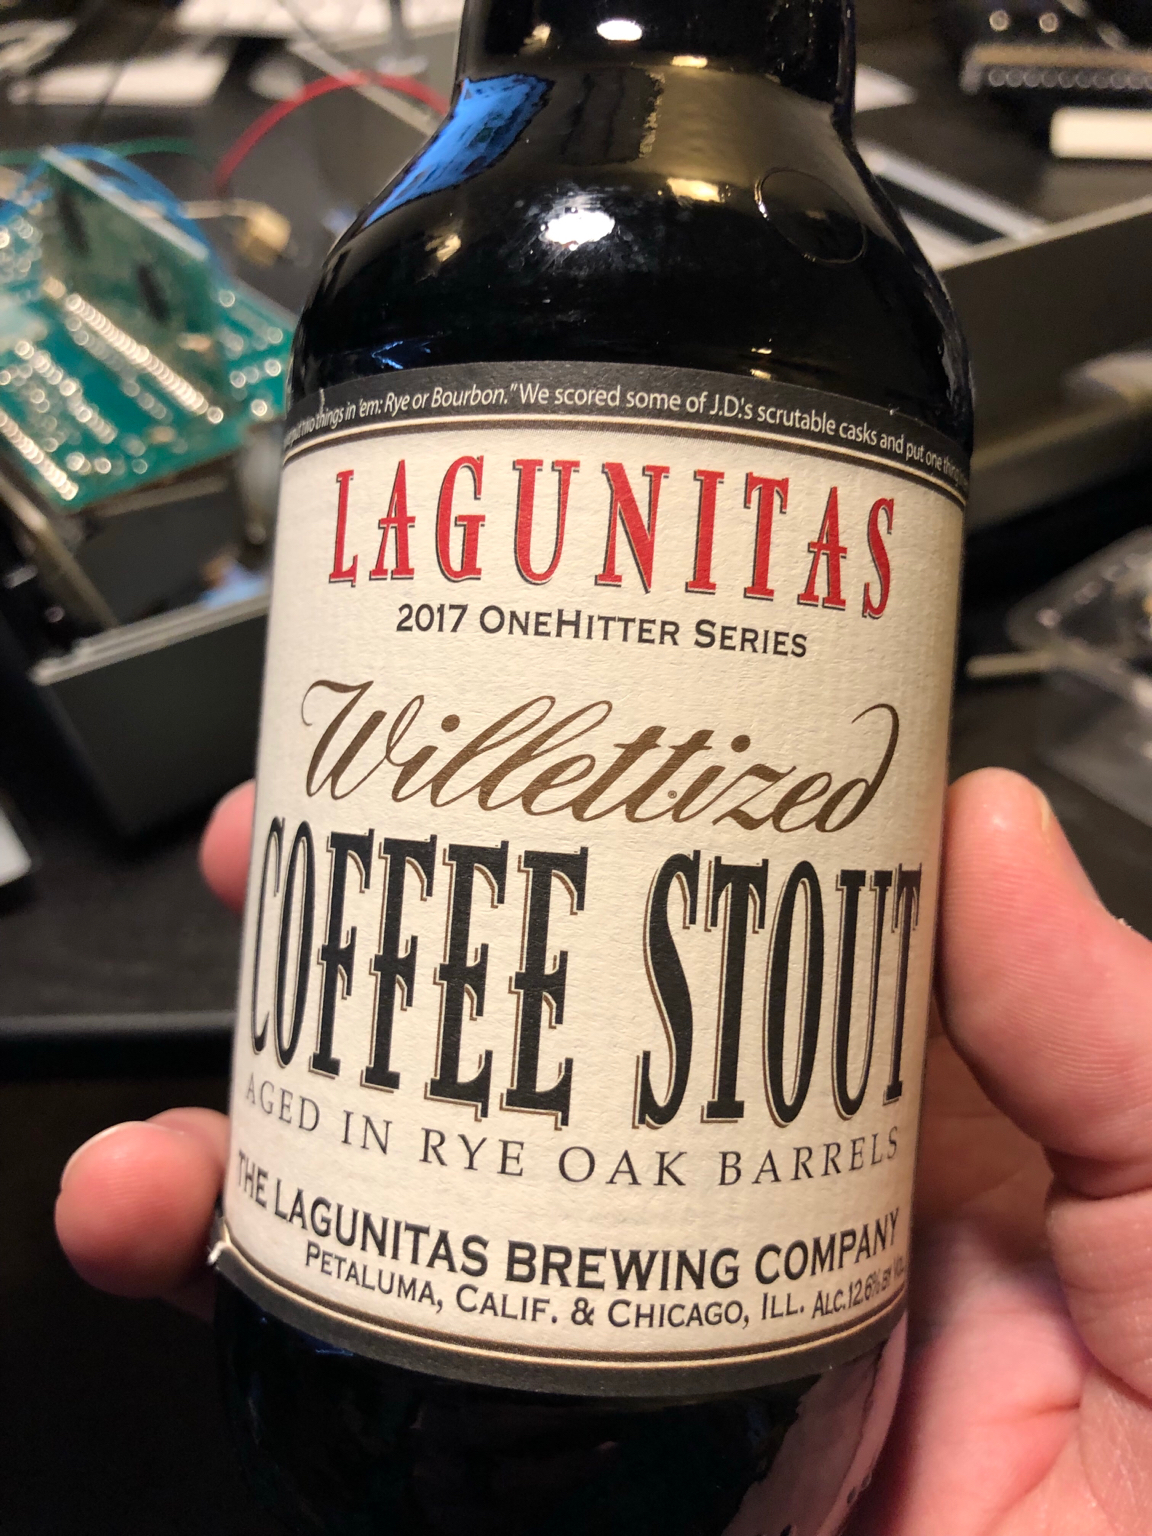 two things in 'em: Rye or Bourbon." We scored some of J.D.'s scrutable casks and put one thing
LAGUNITAS
2017 ONEHITTER SERIES
Willettized
COFFEE STOUT
AGED IN RYE OAK BARRELS
THE LAGUNITAS BREWING COMPANY
PETALUMA, CALIF. & CHICAGO, ILL. ALC.12.6% BY VOL.